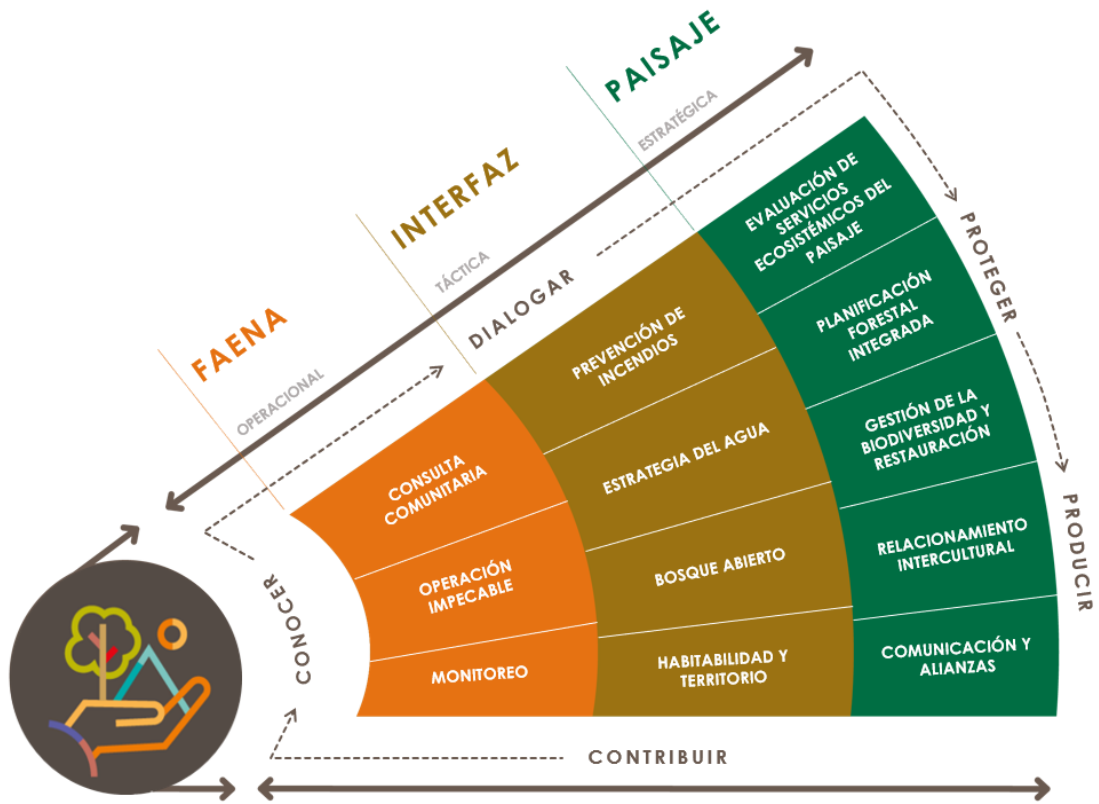 PAISAJE
ESTRATÉGICA
INTERFAZ
TÁCTICA
FAENA
OPERACIONAL
CONOCER
DIALOGAR
PROTEGER
PRODUCIR
CONTRIBUIR
CONSULTA
COMUNITARIA
OPERACIÓN
IMPECABLE
MONITOREO
PREVENCIÓN DE
INCENDIOS
ESTRATEGIA DEL AGUA
BOSQUE ABIERTO
HABITABILIDAD Y
TERRITORIO
EVALUACIÓN DE
SERVICIOS
ECOSISTÉMICOS DEL
PAISAJE
PLANIFICACIÓN
FORESTAL
INTEGRADA
GESTIÓN DE LA
BIODIVERSIDAD Y
RESTAURACIÓN
RELACIONAMIENTO
INTERCULTURAL
COMUNICACIÓN Y
ALIANZAS